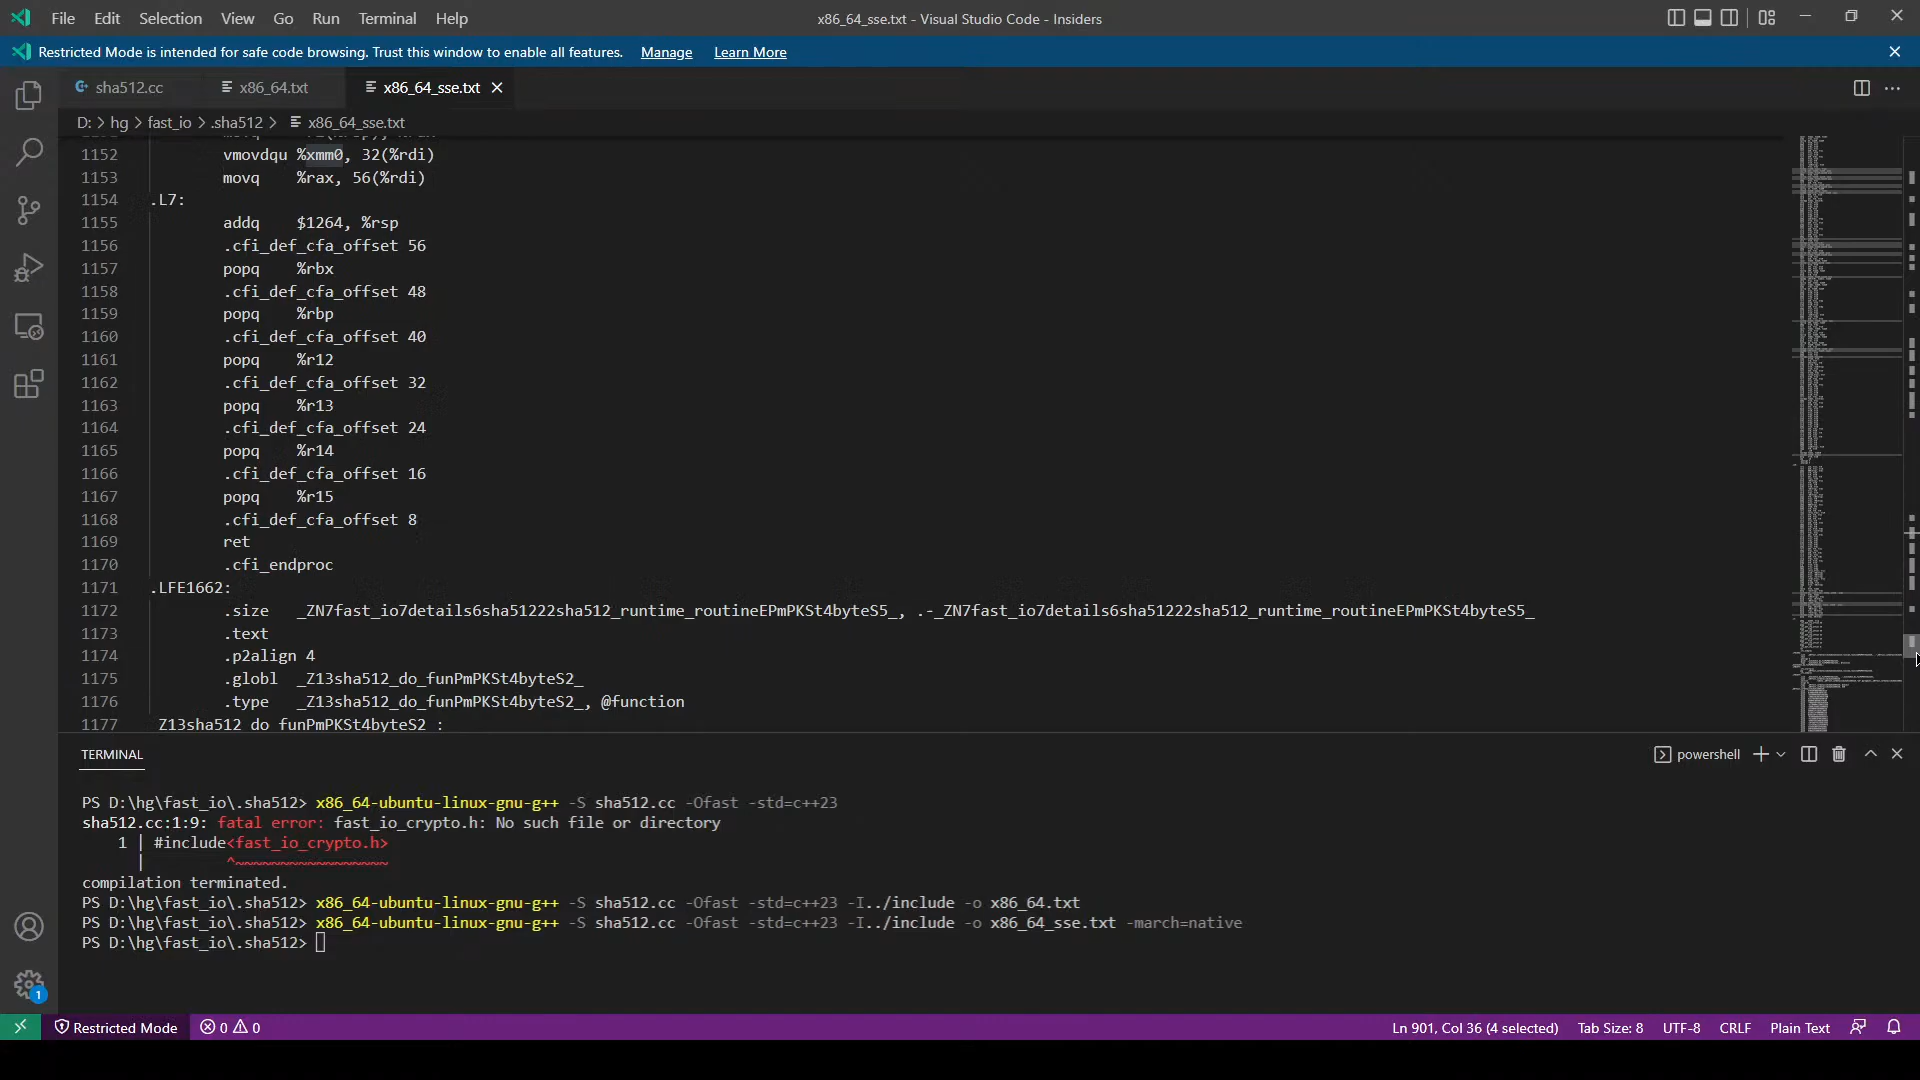 File Edit Selection View Go Run Terminal Help x86_64_sse.txt - Visual Studio Code - Insiders
Restricted Mode is intended for safe code browsing. Trust this window to enable all features. Manage Learn More
sha512.cc x86_64.txt x86_64_sse.txt
D: > hg > fast_io > .sha512 > x86_64_sse.txt
1152 vmovdqu %xmm0, 32(%rdi)
1153 movq %rax, 56(%rdi)
1154 .L7:
1155 addq $1264, %rsp
1156 .cfi_def_cfa_offset 56
1157 popq %rbx
1158 .cfi_def_cfa_offset 48
1159 popq %rbp
1160 .cfi_def_cfa_offset 40
1161 popq %r12
1162 .cfi_def_cfa_offset 32
1163 popq %r13
1164 .cfi_def_cfa_offset 24
1165 popq %r14
1166 .cfi_def_cfa_offset 16
1167 popq %r15
1168 .cfi_def_cfa_offset 8
1169 ret
1170 .cfi_endproc
1171 .LFE1662:
1172 .size _ZN7fast_io7details6sha51222sha512_runtime_routineEPmPKSt4byteS5_, .-_ZN7fast_io7details6sha51222sha512_runtime_routineEPmPKSt4byteS5_
1173 .text
1174 .p2align 4
1175 .globl _Z13sha512_do_funPmPKSt4byteS2_
1176 .type _Z13sha512_do_funPmPKSt4byteS2_, @function
1177 _Z13sha512_do_funPmPKSt4byteS2_:
TERMINAL powershell
PS D:\hg\fast_io\.sha512> x86_64-ubuntu-linux-gnu-g++ -S sha512.cc -Ofast -std=c++23
sha512.cc:1:9: fatal error: fast_io_crypto.h: No such file or directory
1 | #include<fast_io_crypto.h>
| ^~~~~~~~~~~~~~~~~~
compilation terminated.
PS D:\hg\fast_io\.sha512> x86_64-ubuntu-linux-gnu-g++ -S sha512.cc -Ofast -std=c++23 -I../include -o x86_64.txt
PS D:\hg\fast_io\.sha512> x86_64-ubuntu-linux-gnu-g++ -S sha512.cc -Ofast -std=c++23 -I../include -o x86_64_sse.txt -march=native
PS D:\hg\fast_io\.sha512>
1
Restricted Mode 0 0 Ln 901, Col 36 (4 selected) Tab Size: 8 UTF-8 CRLF Plain Text